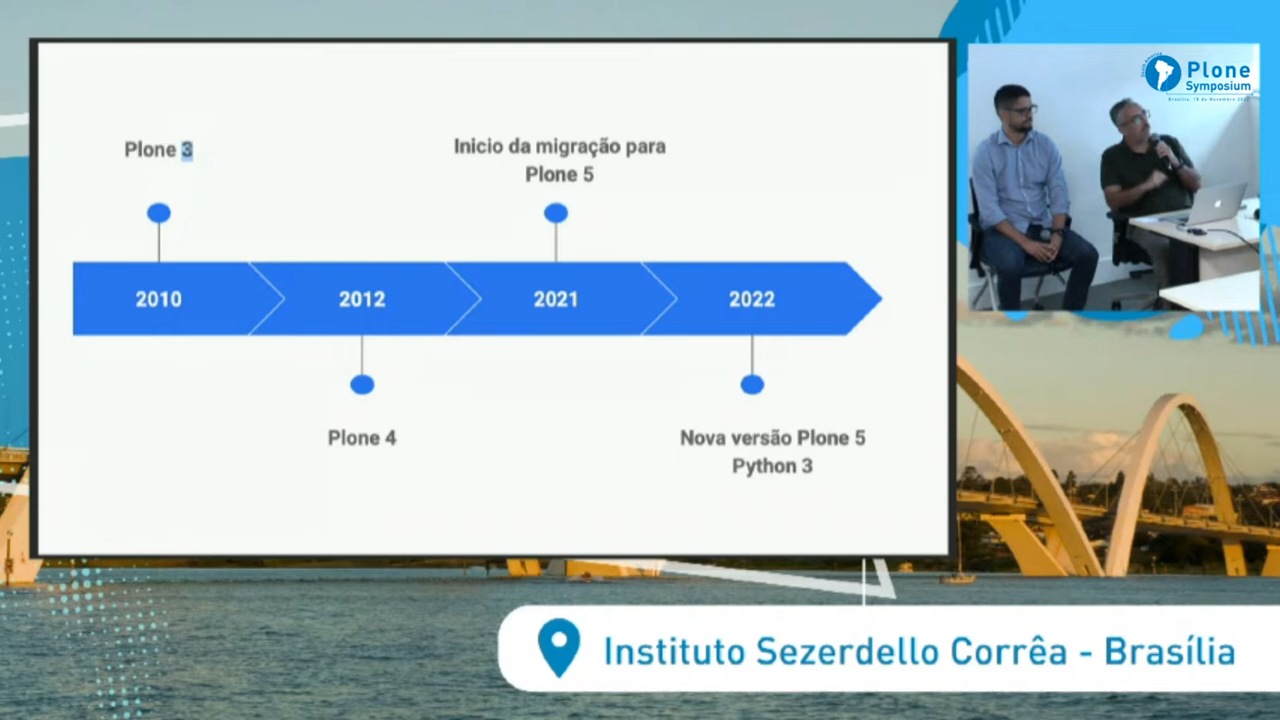 Plone 3
Inicio da migração para
Plone 5
2010
2012
2021
2022
Plone 4
Nova versão Plone 5
Python 3
Plone
Symposium
Instituto Sezerdello Corrêa - Brasília